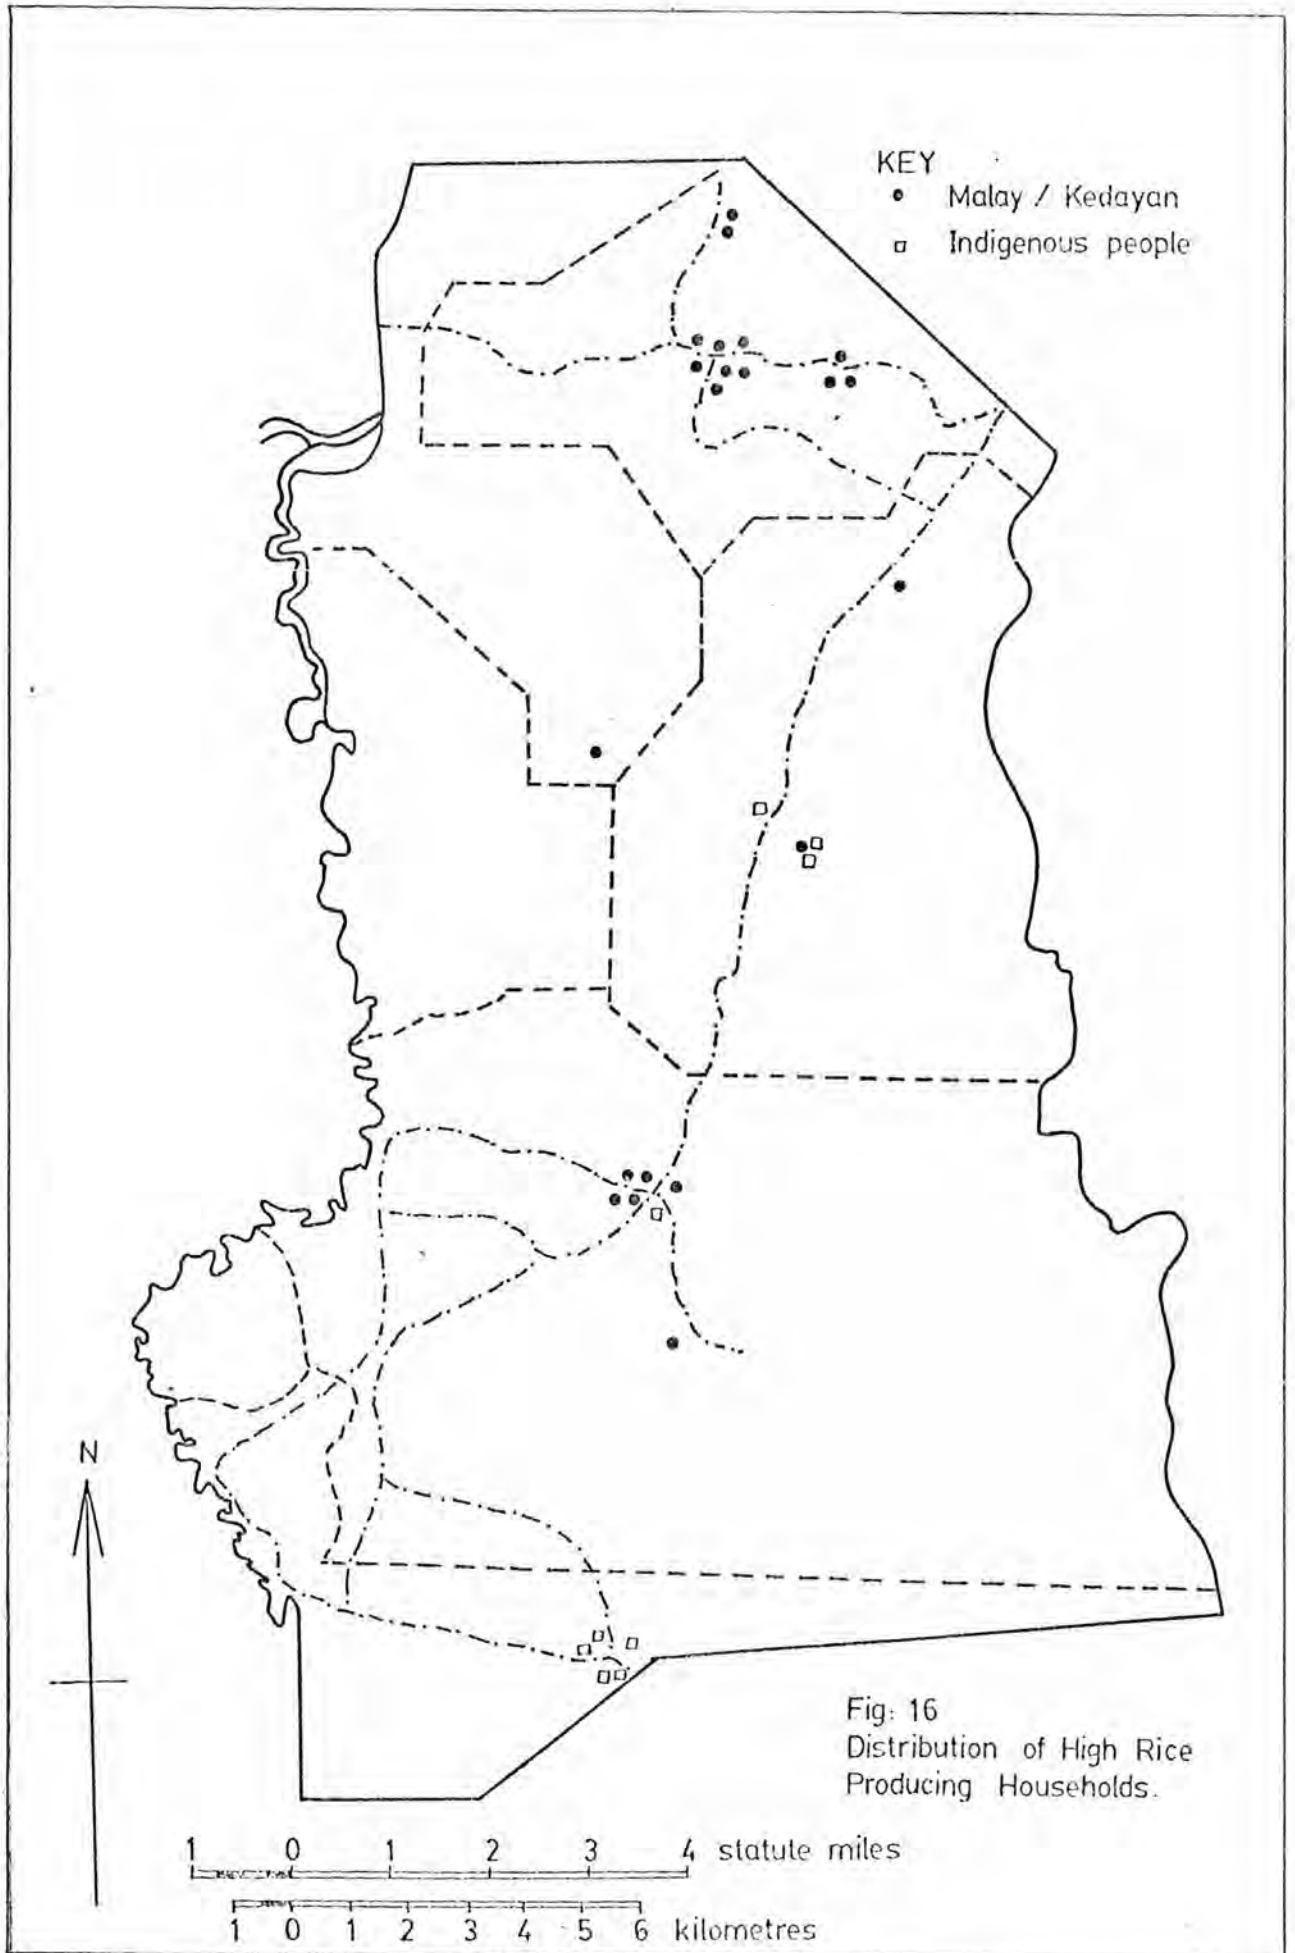 KEY
Malay / Kedayan
Indigenous people
N
Fig: 16
Distribution of High Rice
Producing Households.
1 0 1 2 3 4 statute miles
1 0 1 2 3 4 5 6 kilometres